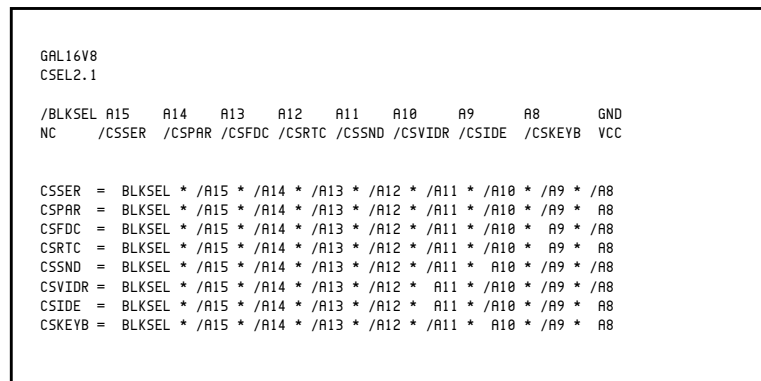 GAL16V8
CSEL2.1
/BLKSEL A15 A14 A13 A12 A11 A10 A9 A8 GND
NC /CSSER /CSPAR /CSFDC /CSRTC /CSSND /CSVIDR /CSIDE /CSKEYB VCC
CSSER = BLKSEL * /A15 * /A14 * /A13 * /A12 * /A11 * /A10 * /A9 * /A8
CSPAR = BLKSEL * /A15 * /A14 * /A13 * /A12 * /A11 * /A10 * /A9 * A8
CSFDC = BLKSEL * /A15 * /A14 * /A13 * /A12 * /A11 * /A10 * A9 * /A8
CSRTC = BLKSEL * /A15 * /A14 * /A13 * /A12 * /A11 * /A10 * A9 * A8
CSSND = BLKSEL * /A15 * /A14 * /A13 * /A12 * /A11 * A10 * /A9 * /A8
CSVIDR = BLKSEL * /A15 * /A14 * /A13 * /A12 * A11 * /A10 * /A9 * /A8
CSIDE = BLKSEL * /A15 * /A14 * /A13 * /A12 * A11 * /A10 * /A9 * A8
CSKEYB = BLKSEL * /A15 * /A14 * /A13 * /A12 * /A11 * A10 * /A9 * A8